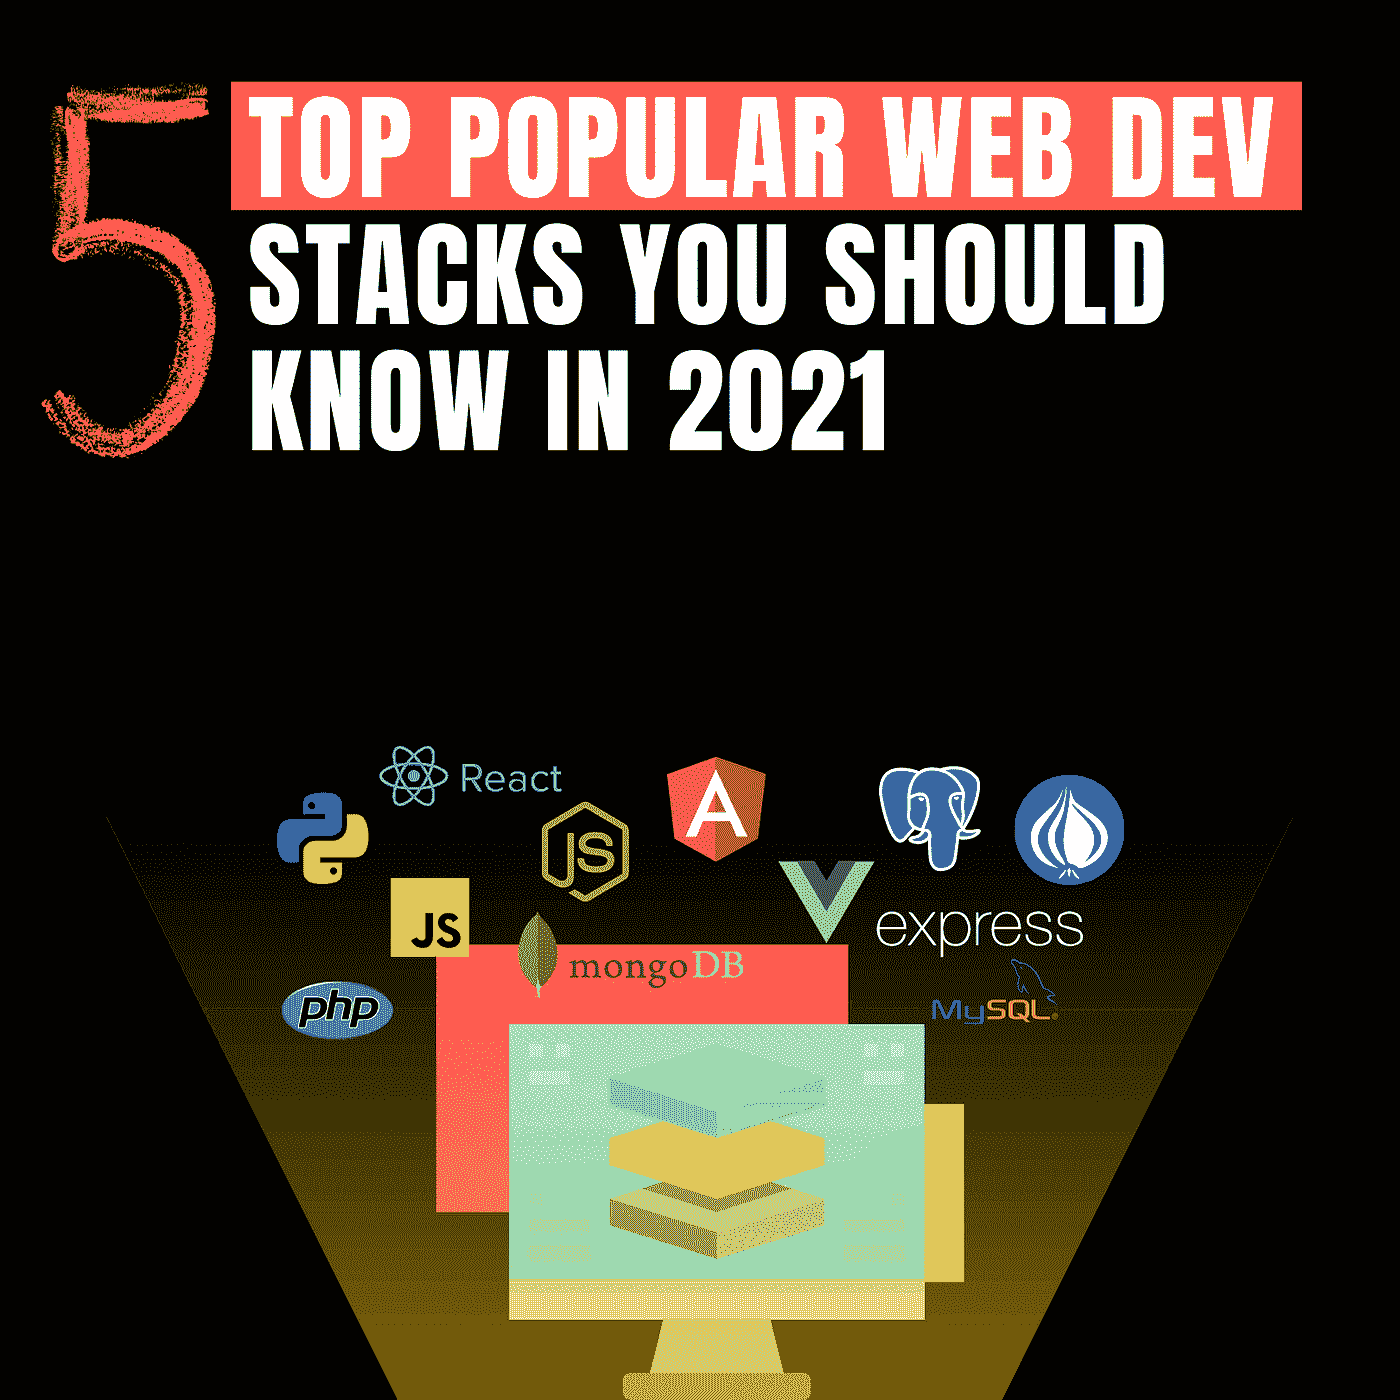 5
TOP POPULAR WEB DEV
STACKS YOU SHOULD
KNOW IN 2021
React
JS
JS
A
express
mongoDB
php
MySQL